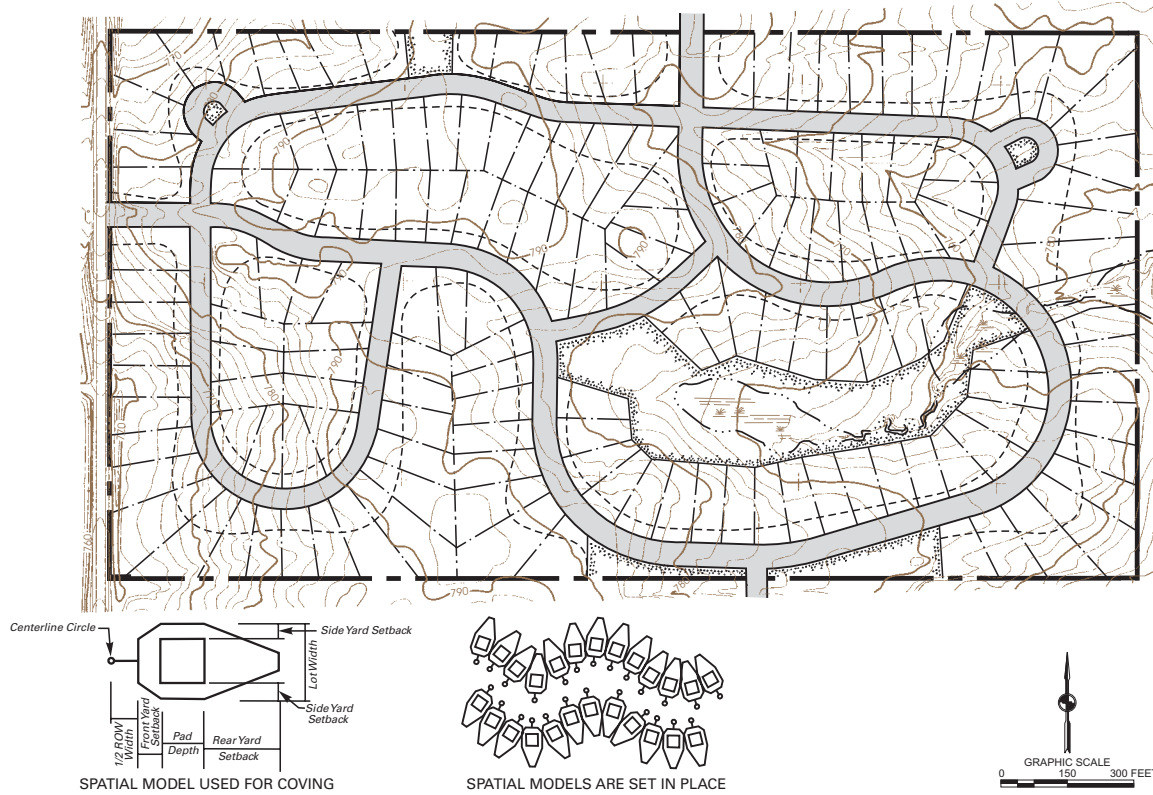 790
790
790
790
790
780
790
780
760
790
Centerline Circle
Side Yard Setback
Lot Width
Side Yard
Setback
1/2 ROW
Width
Front Yard
Setback
Pad
Depth
Rear Yard
Setback
SPATIAL MODEL USED FOR COVING
SPATIAL MODELS ARE SET IN PLACE
GRAPHIC SCALE
0 150 300 FEET